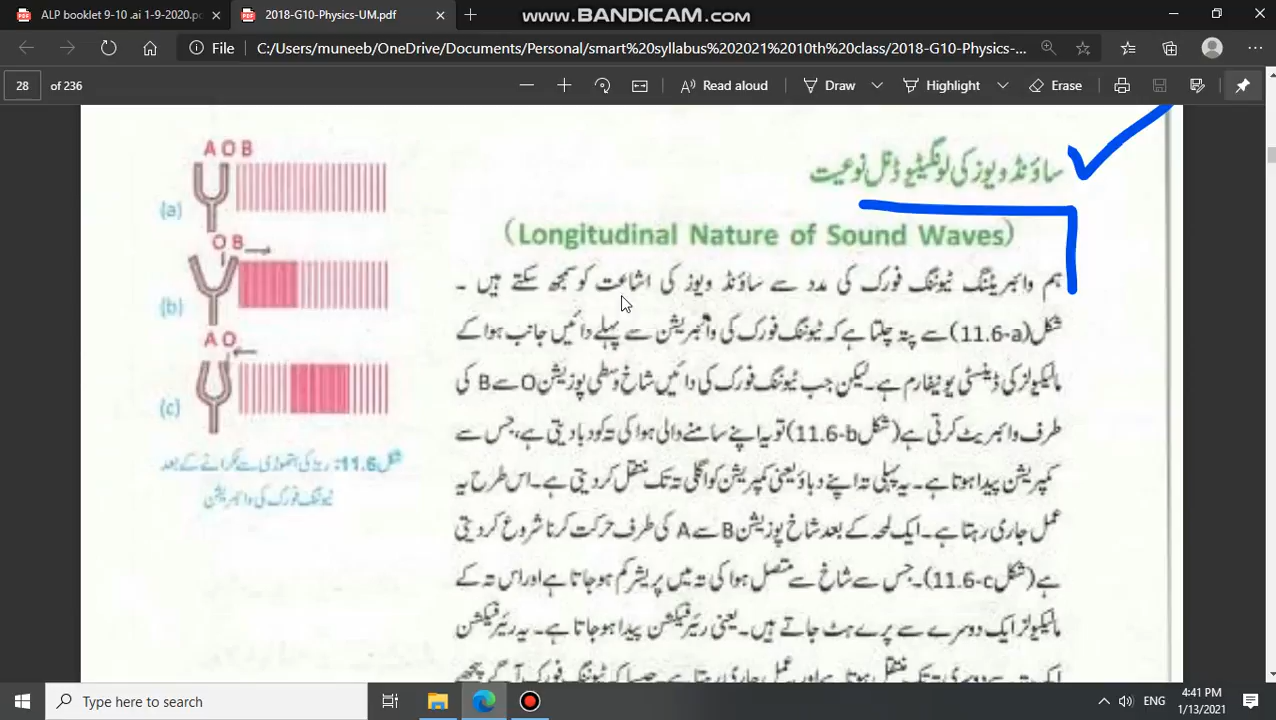 ALP booklet 9-10 .ai 1-9-2020.pd
2018-G10-Physics-UM.pdf
www.BANDICAM.com
File
C:/Users/muneeb/OneDrive/Documents/Personal/smart%20syllabus%202021%2010th%20class/2018-G10-Physics-...
28 of 236
Read aloud
Draw
Highlight
Erase
ساؤنڈ ویوز کی لونگیٹیوڈنل نوعیت
(Longitudinal Nature of Sound Waves)
ہم وائبریٹنگ ٹیوننگ فورک کی مدد سے ساؤنڈ ویوز کی اشاعت کو سمجھ سکتے ہیں۔
شکل (11.6-a) سے پتہ چلتا ہے کہ ٹیوننگ فورک کی وائبریشن سے پہلے دائیں جانب ہوا کے
مالیکیولز کی ڈینسٹی یونیفارم ہے۔ لیکن جب ٹیوننگ فورک کی دائیں شاخ وسطی پوزیشن O سے B کی
طرف وائبریٹ کرتی ہے (شکل 11.6-b) تو یہ اپنے سامنے والی ہوا کی تہ کو دبا دیتی ہے، جس سے
کمپریشن پیدا ہوتا ہے۔ یہ پہلی تہ اپنے دباؤ یعنی کمپریشن کو اگلی تہ تک منتقل کر دیتی ہے۔ اس طرح یہ
عمل جاری رہتا ہے۔ ایک لمحہ کے بعد شاخ پوزیشن B سے A کی طرف حرکت کرنا شروع کر دیتی
ہے (شکل 11.6-c)۔ جس سے شاخ سے متصل ہوا کی تہ میں پریشر کم ہو جاتا ہے اور اس تہ کے
مالیکیولز ایک دوسرے سے پرے ہٹ جاتے ہیں۔ یعنی ریئرفیکشن پیدا ہو جاتا ہے۔ یہ ریئرفیکشن
A O B
(a)
O B
(b)
A O
(c)
شکل 11.6: ربڑ کی ہتھوڑی سے ٹکرانے کے بعد
ٹیوننگ فورک کی وائبریشن
Type here to search
ENG
4:41 PM
1/13/2021